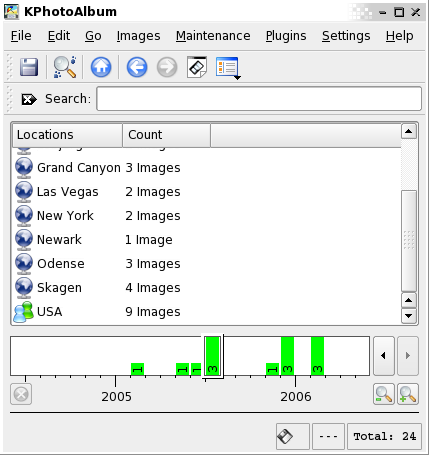 KPhotoAlbum
File Edit Go Images Maintenance Plugins Settings Help
Search:
Locations Count
Grand Canyon 3 Images
Las Vegas 2 Images
New York 2 Images
Newark 1 Image
Odense 3 Images
Skagen 4 Images
USA 9 Images
1 1 1 3 1 3 3
2005 2006
--- Total: 24